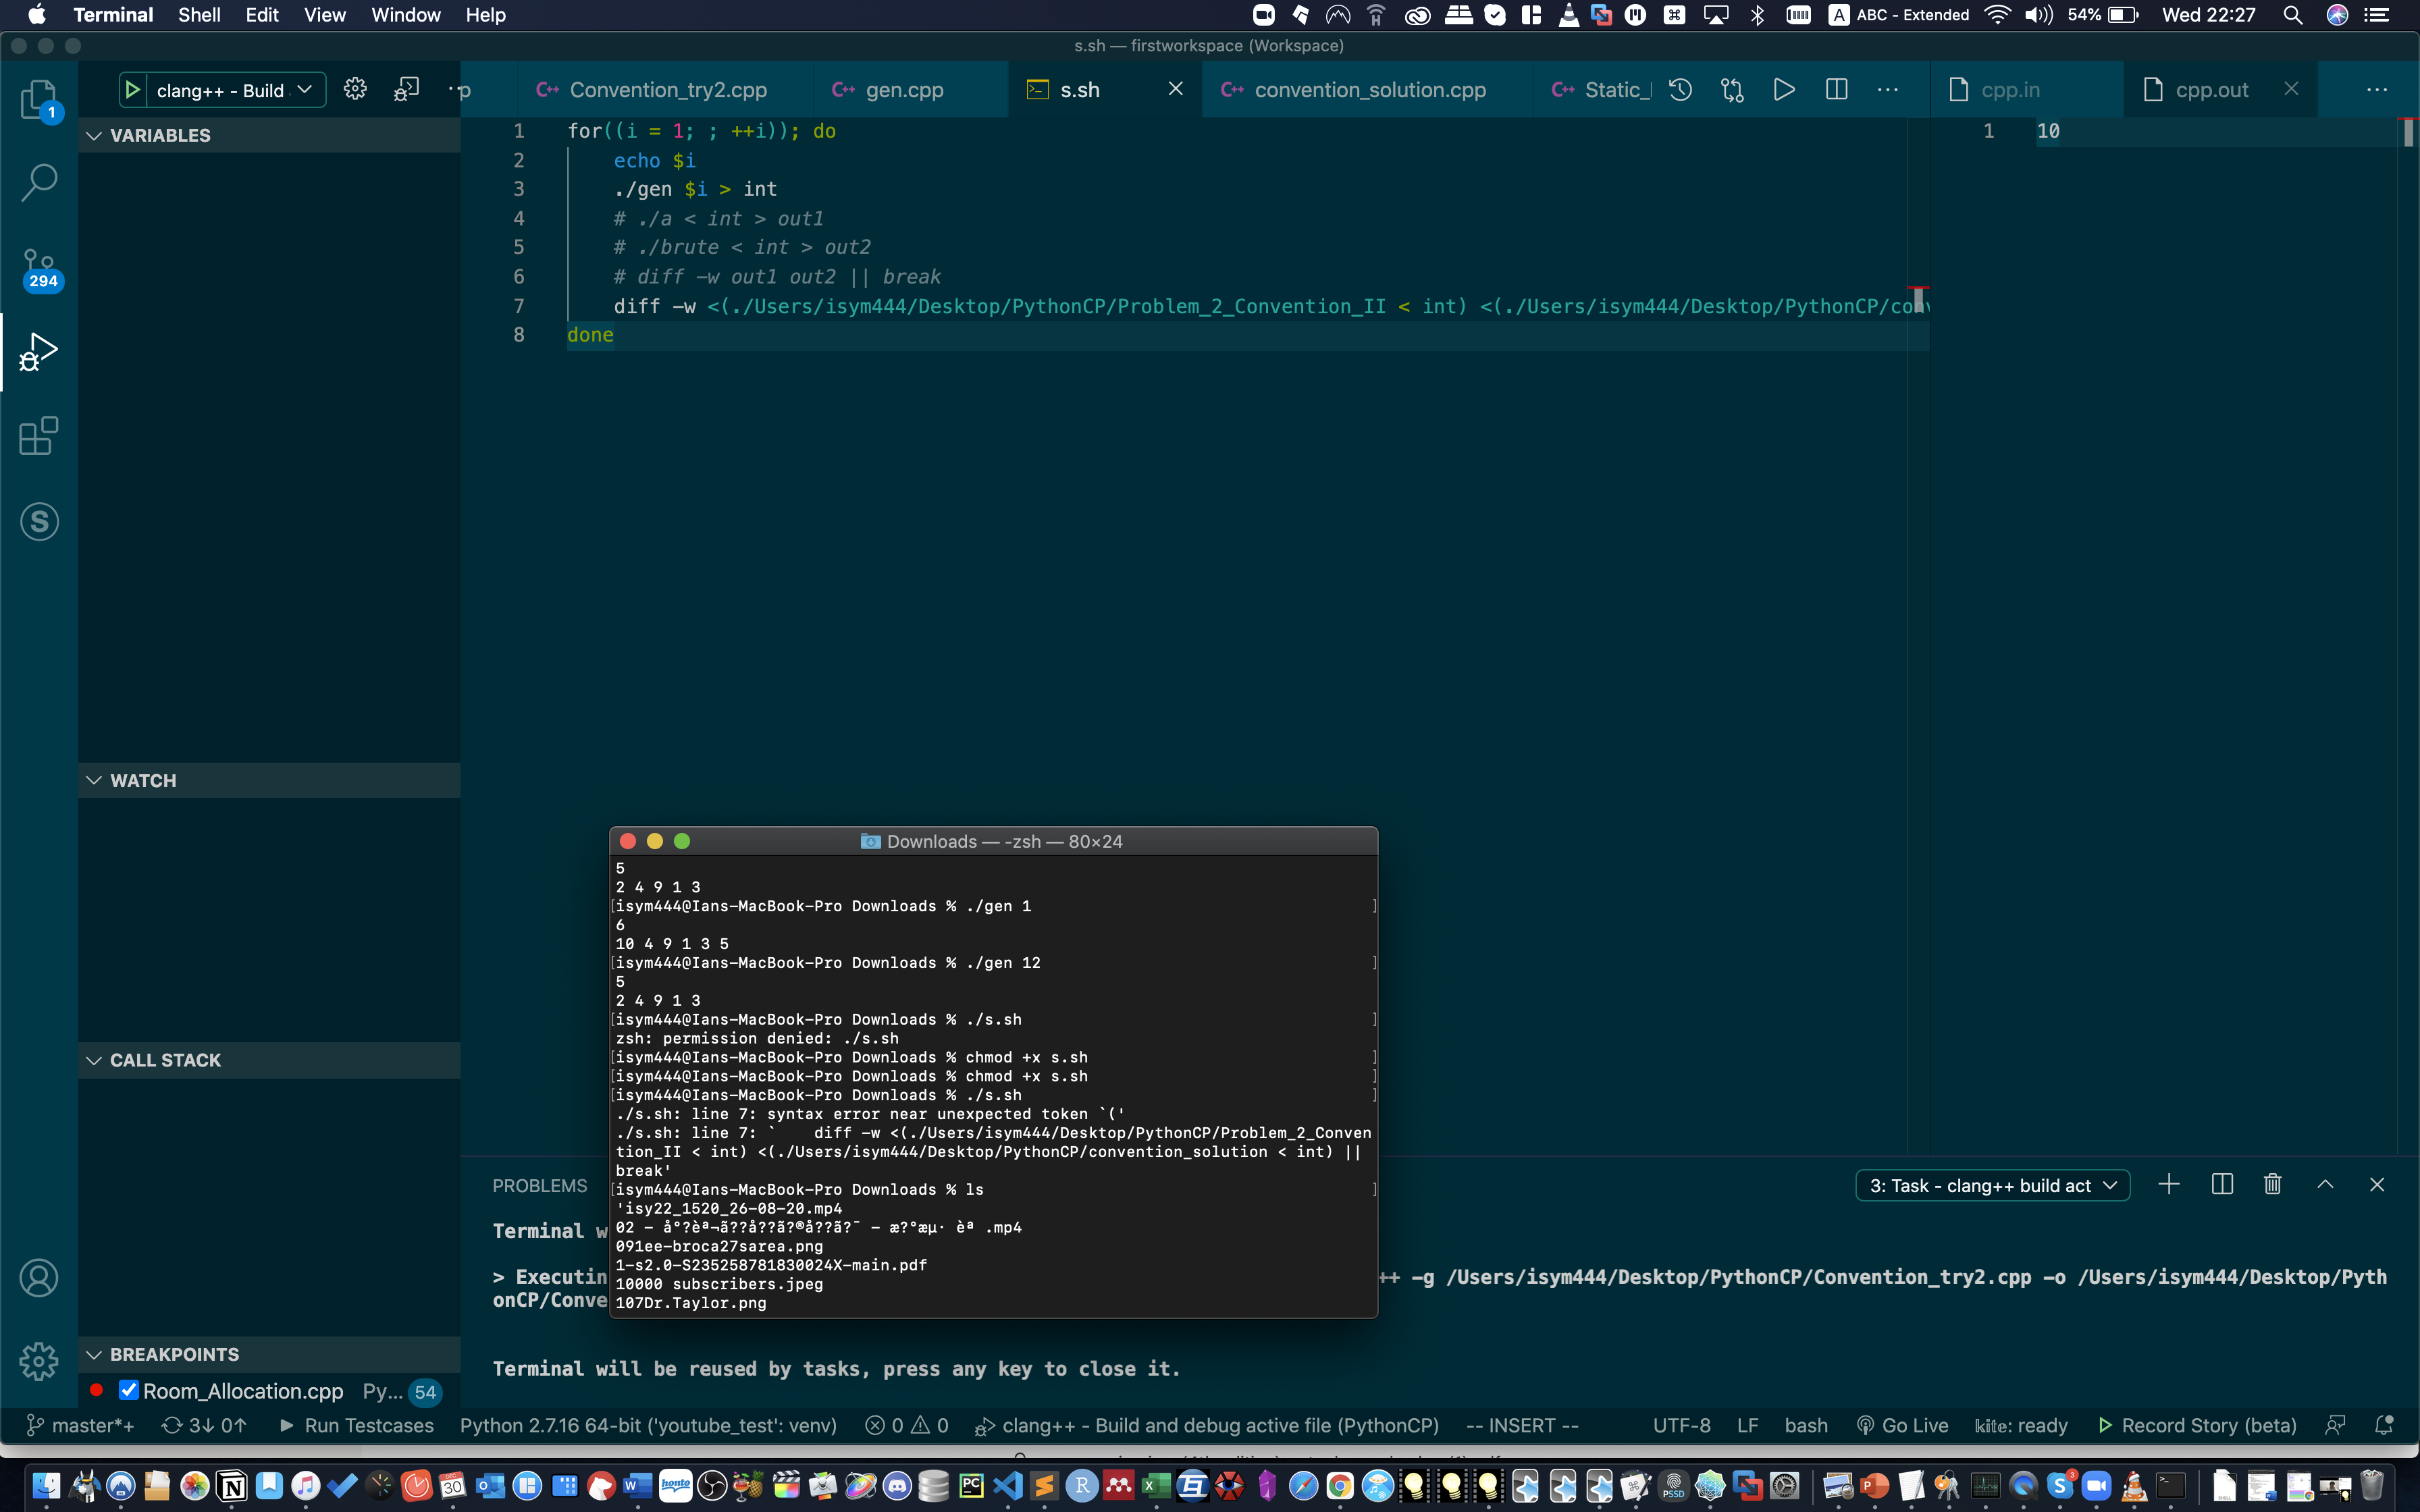 Terminal Shell Edit View Window Help
ABC - Extended 54% Wed 22:27
s.sh — firstworkspace (Workspace)
clang++ - Build
p
Convention_try2.cpp
gen.cpp
s.sh
convention_solution.cpp
Static_
cpp.in
cpp.out
VARIABLES
1 for((i = 1; ; ++i)); do
2 echo $i
3 ./gen $i > int
4 # ./a < int > out1
5 # ./brute < int > out2
6 # diff -w out1 out2 || break
7 diff -w <(./Users/isym444/Desktop/PythonCP/Problem_2_Convention_II < int) <(./Users/isym444/Desktop/PythonCP/conv
8 done
1 10
1
294
WATCH
CALL STACK
BREAKPOINTS
Room_Allocation.cpp Py... 54
Downloads — -zsh — 80×24
5
2 4 9 1 3
[isym444@Ians-MacBook-Pro Downloads % ./gen 1 ]
6
10 4 9 1 3 5
[isym444@Ians-MacBook-Pro Downloads % ./gen 12 ]
5
2 4 9 1 3
[isym444@Ians-MacBook-Pro Downloads % ./s.sh ]
zsh: permission denied: ./s.sh
[isym444@Ians-MacBook-Pro Downloads % chmod +x s.sh ]
[isym444@Ians-MacBook-Pro Downloads % chmod +x s.sh ]
[isym444@Ians-MacBook-Pro Downloads % ./s.sh ]
./s.sh: line 7: syntax error near unexpected token `('
./s.sh: line 7: `    diff -w <(./Users/isym444/Desktop/PythonCP/Problem_2_Conven
tion_II < int) <(./Users/isym444/Desktop/PythonCP/convention_solution < int) ||
break'
[isym444@Ians-MacBook-Pro Downloads % ls ]
'isy22_1520_26-08-20.mp4
091ee-broca27sarea.png
1-s2.0-S235258781830024X-main.pdf
10000 subscribers.jpeg
107Dr.Taylor.png
PROBLEMS
3: Task - clang++ build act
Terminal w
> Executin
++ -g /Users/isym444/Desktop/PythonCP/Convention_try2.cpp -o /Users/isym444/Desktop/Pyth
onCP/Conve
Terminal will be reused by tasks, press any key to close it.
master*+ 3↓ 0↑ Run Testcases Python 2.7.16 64-bit ('youtube_test': venv) 0 0 clang++ - Build and debug active file (PythonCP) -- INSERT -- UTF-8 LF bash Go Live kite: ready Record Story (beta)